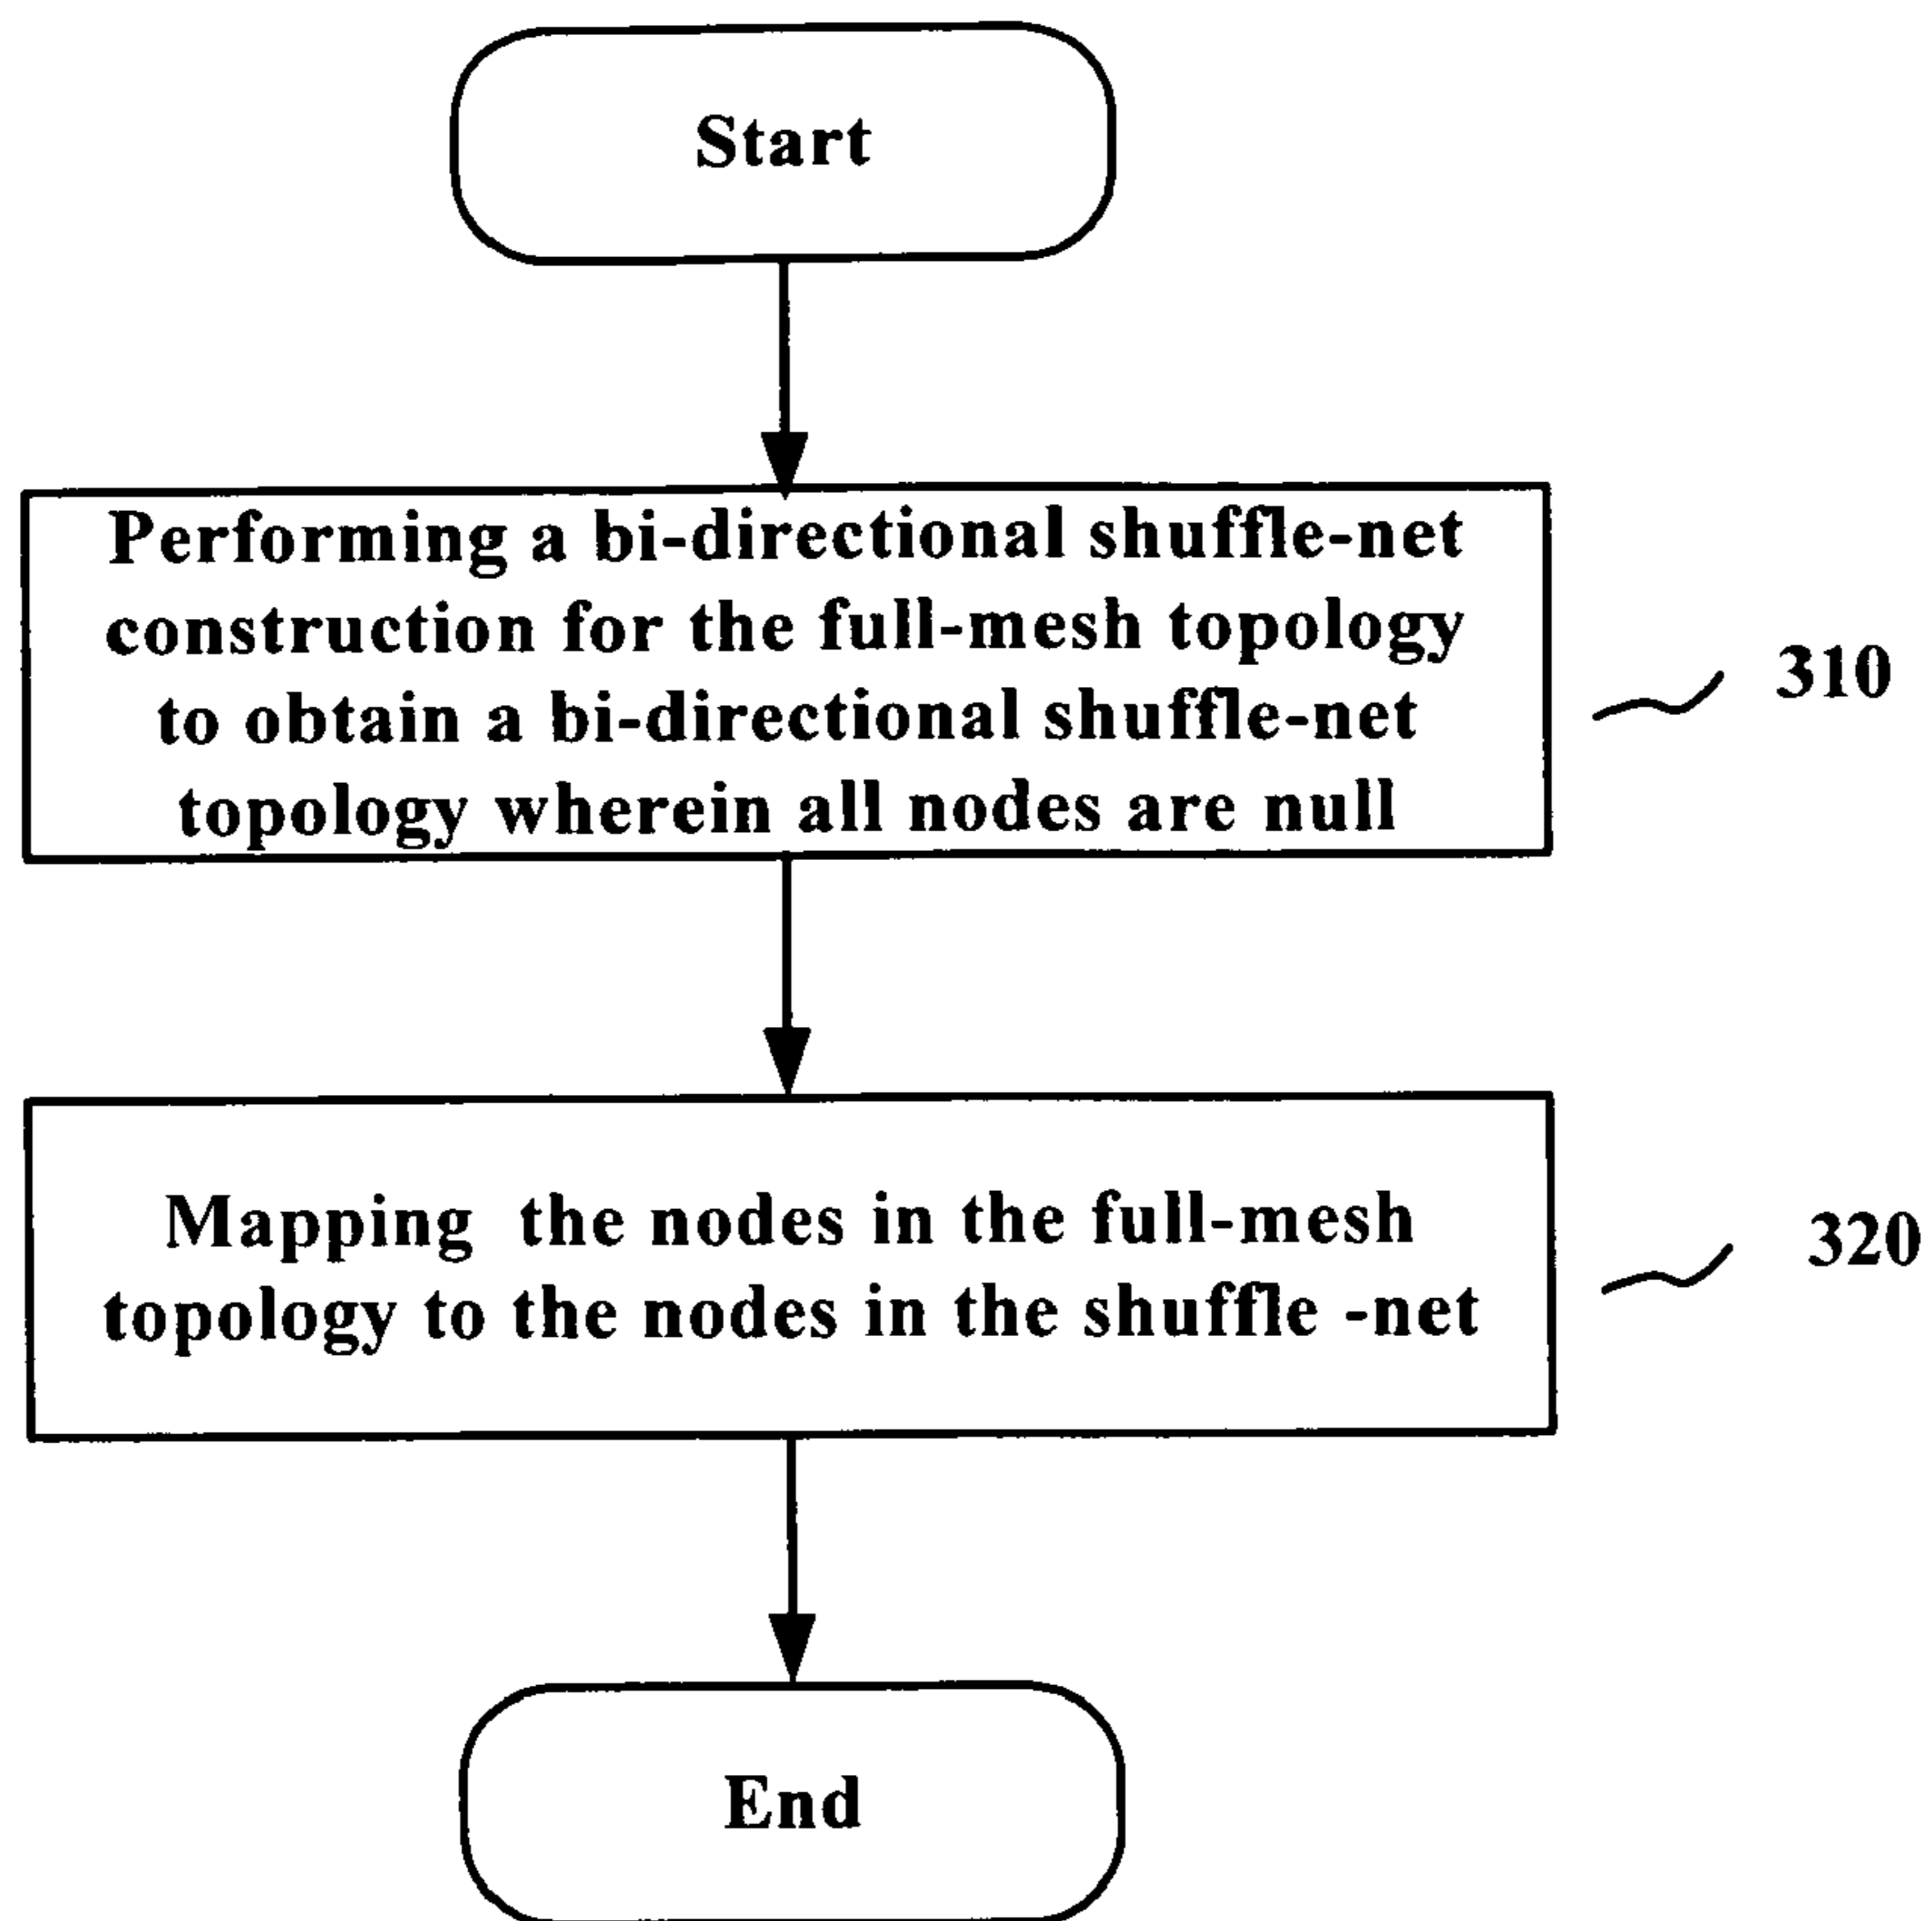 Start
Performing a bi-directional shuffle-net
construction for the full-mesh topology
to obtain a bi-directional shuffle-net
topology wherein all nodes are null
310
Mapping the nodes in the full-mesh
topology to the nodes in the shuffle -net
320
End